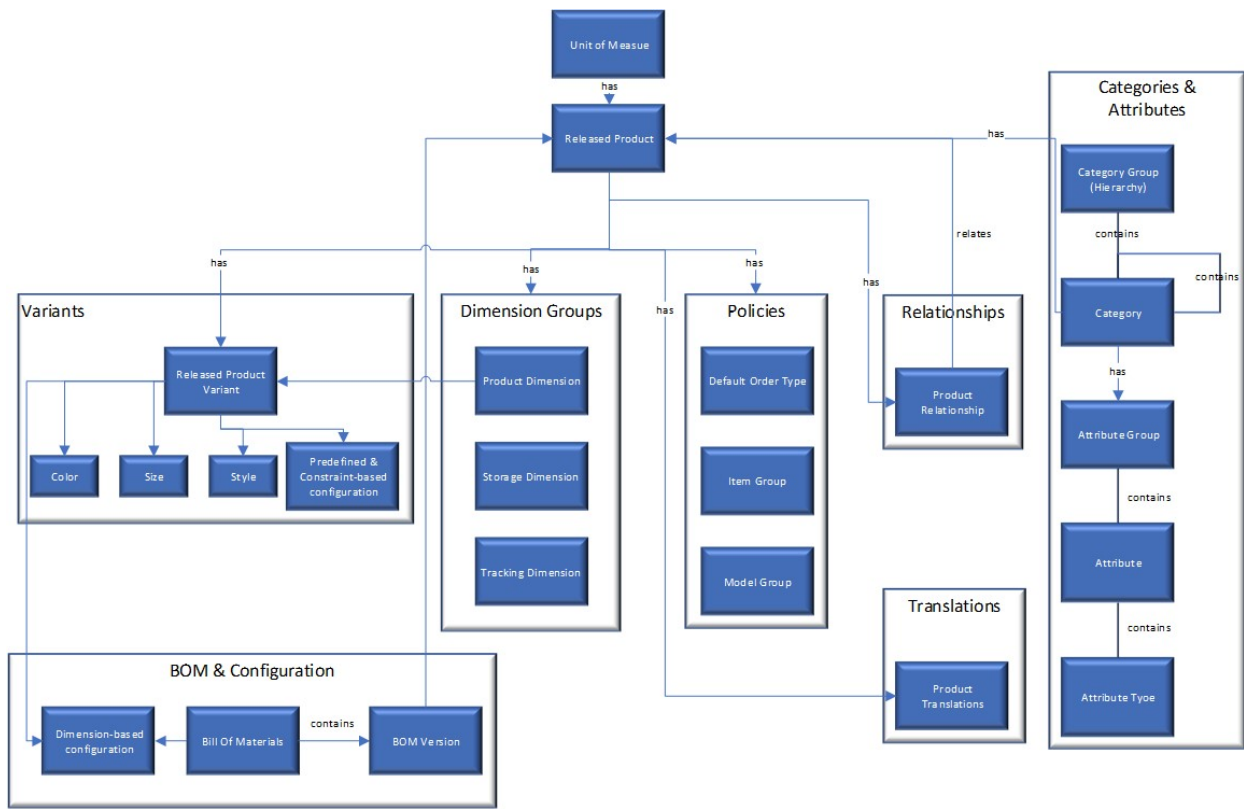 Unit of Measue
has
Released Product
has
relates
Categories &
Attributes
Category Group
(Hierarchy)
contains
contains
Category
has
Attribute Group
contains
Attribute
contains
Attribute Tyoe
has
has
has
has
has
Variants
Released Product
Variant
Color
Size
Style
Predefined &
Constraint-based
configuration
Dimension Groups
Product Dimension
Storage Dimension
Tracking Dimension
Policies
Default Order Type
Item Group
Model Group
Relationships
Product
Relationship
Translations
Product
Translations
BOM & Configuration
Dimension-based
configuration
Bill Of Materials
contains
BOM Version